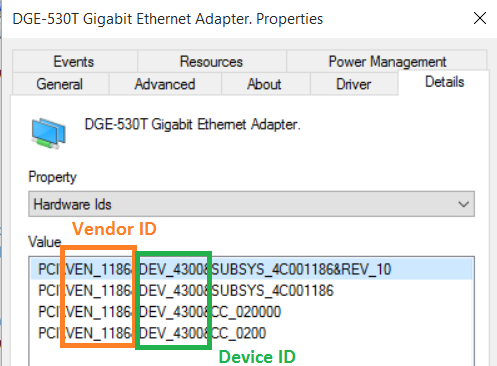 DGE-530T Gigabit Ethernet Adapter. Properties
Events Resources Power Management
General Advanced About Driver Details
DGE-530T Gigabit Ethernet Adapter.
Property
Hardware Ids
Vendor ID
Value
PCI\VEN_1186&DEV_4300&SUBSYS_4C001186&REV_10
PCI\VEN_1186&DEV_4300&SUBSYS_4C001186
PCI\VEN_1186&DEV_4300&CC_020000
PCI\VEN_1186&DEV_4300&CC_0200
Device ID